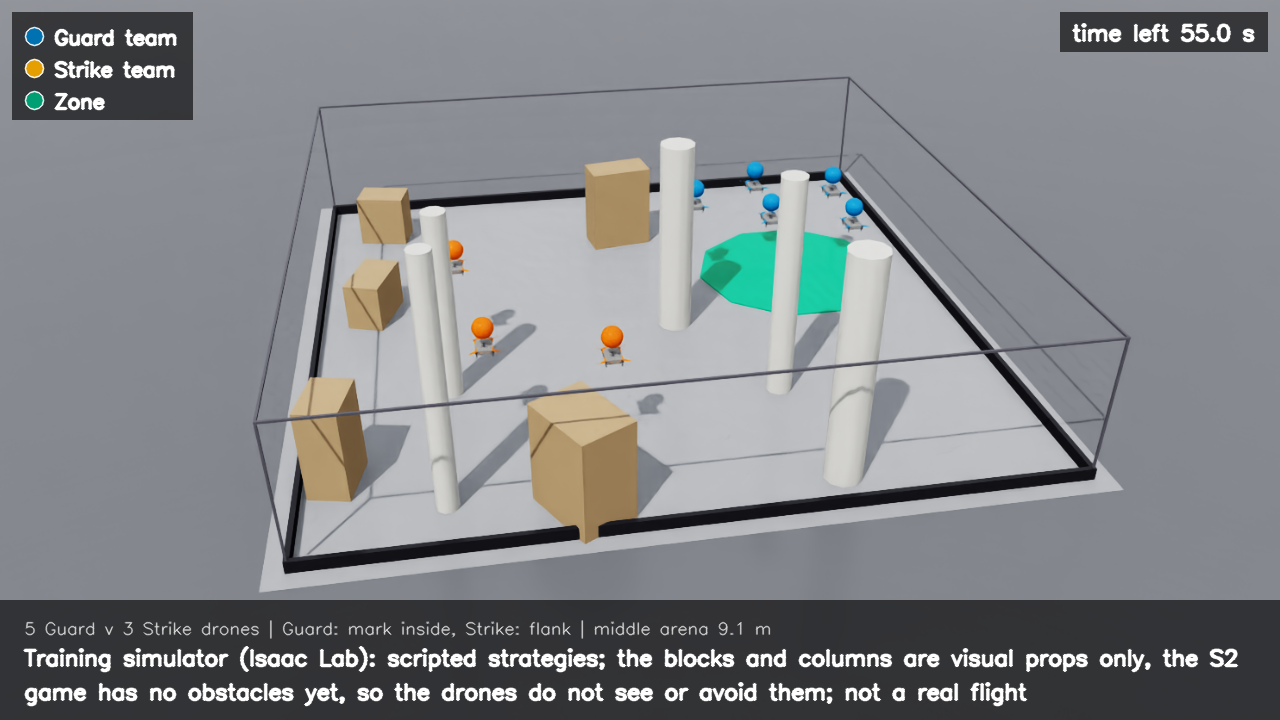 Guard team
Strike team
Zone
time left 55.0 s
5 Guard v 3 Strike drones | Guard: mark inside, Strike: flank | middle arena 9.1 m
Training simulator (Isaac Lab): scripted strategies; the blocks and columns are visual props only, the S2
game has no obstacles yet, so the drones do not see or avoid them; not a real flight